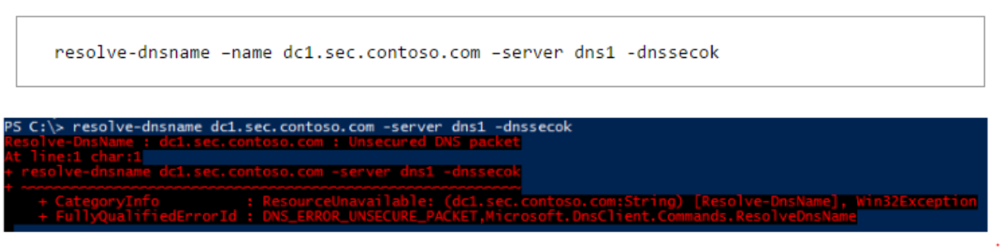 resolve-dnsname –name dc1.sec.contoso.com –server dns1 -dnssecok
PS C:\> resolve-dnsname dc1.sec.contoso.com -server dns1 -dnssecok
Resolve-DnsName : dc1.sec.contoso.com : Unsecured DNS packet
At line:1 char:1
+ resolve-dnsname dc1.sec.contoso.com -server dns1 -dnssecok
+ ~~~~~~~~~~~~~~~~~~~~~~~~~~~~~~~~~~~~~~~~~~~~~~~~~~~~~~~~~~
    + CategoryInfo          : ResourceUnavailable: (dc1.sec.contoso.com:String) [Resolve-DnsName], Win32Exception
    + FullyQualifiedErrorId : DNS_ERROR_UNSECURE_PACKET,Microsoft.DnsClient.Commands.ResolveDnsName